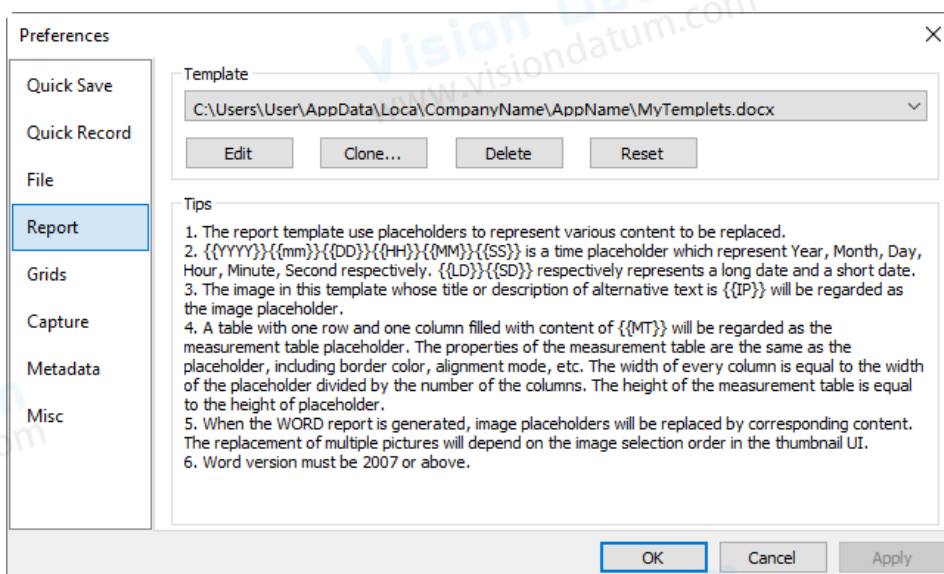 Vision Da
www.visiondatum.com
Preferences
Quick Save
Quick Record
File
Report
Grids
Capture
Metadata
Misc
Template
C:\Users\User\AppData\Loca\CompanyName\AppName\MyTemplets.docx
Edit Clone... Delete Reset
Tips
1. The report template use placeholders to represent various content to be replaced.
2. {{YYYY}}{{mm}}{{DD}}{{HH}}{{MM}}{{SS}} is a time placeholder which represent Year, Month, Day,
Hour, Minute, Second respectively. {{LD}}{{SD}} respectively represents a long date and a short date.
3. The image in this template whose title or description of alternative text is {{IP}} will be regarded as
the image placeholder.
4. A table with one row and one column filled with content of {{MT}} will be regarded as the
measurement table placeholder. The properties of the measurement table are the same as the
placeholder, including border color, alignment mode, etc. The width of every column is equal to the width
of the placeholder divided by the number of the columns. The height of the measurement table is equal
to the height of placeholder.
5. When the WORD report is generated, image placeholders will be replaced by corresponding content.
The replacement of multiple pictures will depend on the image selection order in the thumbnail UI.
6. Word version must be 2007 or above.
OK Cancel Apply